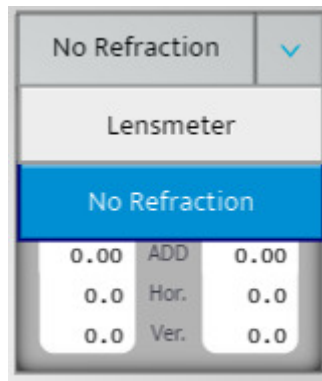 No Refraction
Lensmeter
No Refraction
0.00 ADD 0.00
0.0 Hor. 0.0
0.0 Ver. 0.0